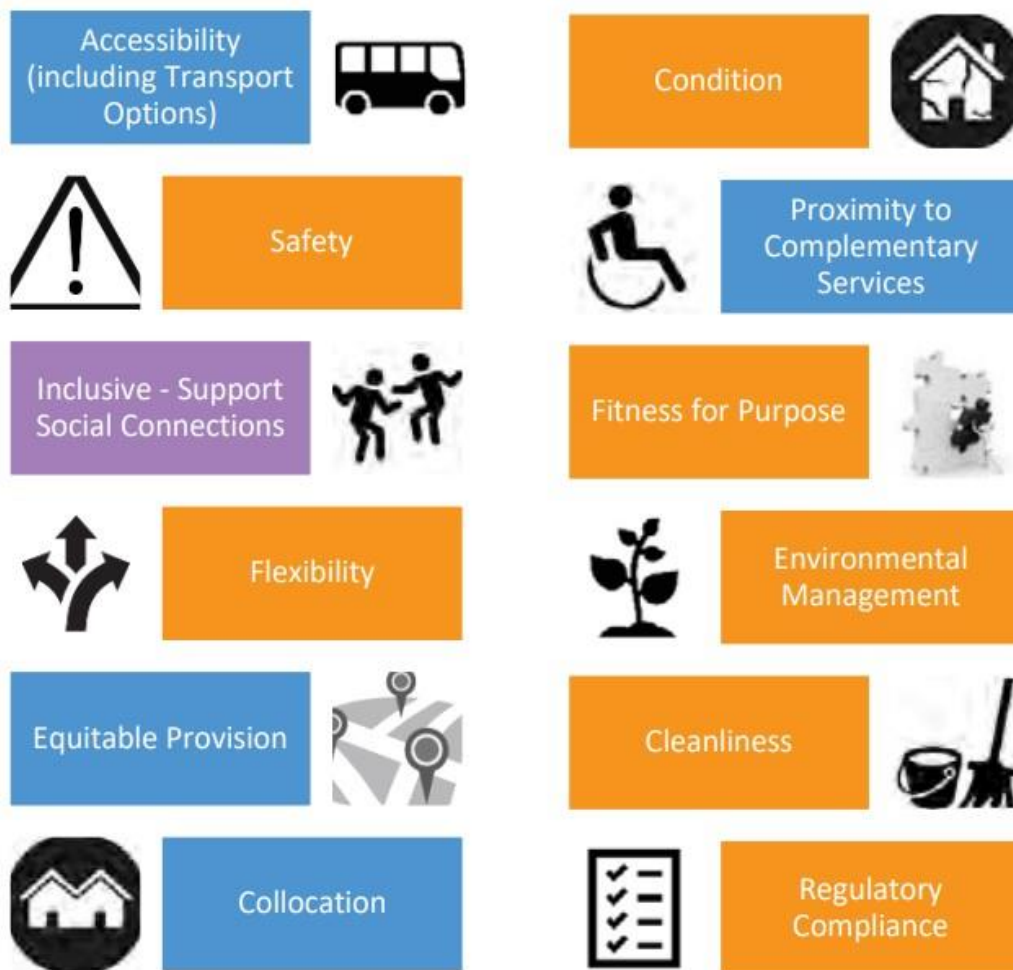 Accessibility
(including Transport
Options)
Condition
Safety
Proximity to
Complementary
Services
Inclusive - Support
Social Connections
Fitness for Purpose
Flexibility
Environmental
Management
Equitable Provision
Cleanliness
Collocation
Regulatory
Compliance